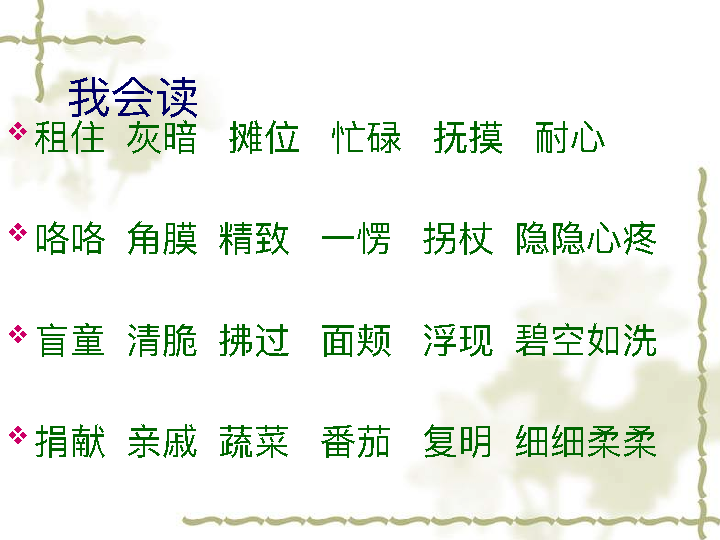 我会读
租住 灰暗 摊位 忙碌 抚摸 耐心
咯咯 角膜 精致 一愣 拐杖 隐隐心疼
盲童 清脆 拂过 面颊 浮现 碧空如洗
捐献 亲戚 蔬菜 番茄 复明 细细柔柔